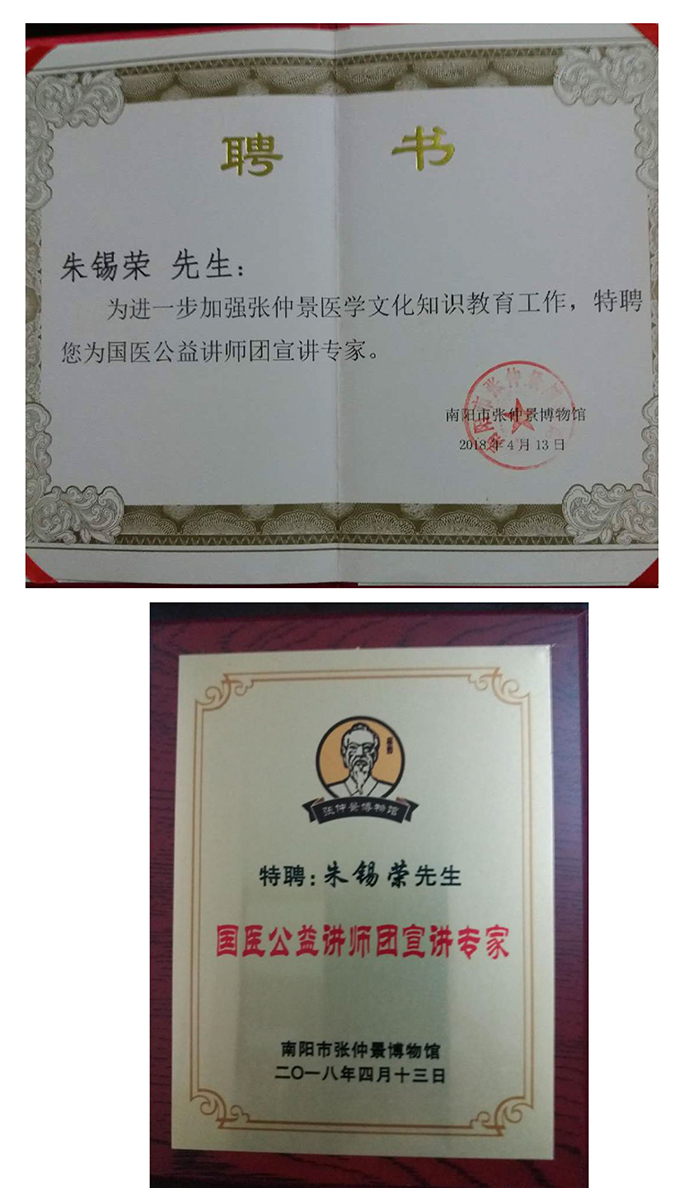 聘 书
朱锡荣 先生：
为进一步加强张仲景医学文化知识教育工作，特聘
您为国医公益讲师团宣讲专家。
南阳市张仲景博物馆
2018年4月13日
张仲景博物馆
特聘：朱锡荣先生
国医公益讲师团宣讲专家
南阳市张仲景博物馆
二〇一八年四月十三日